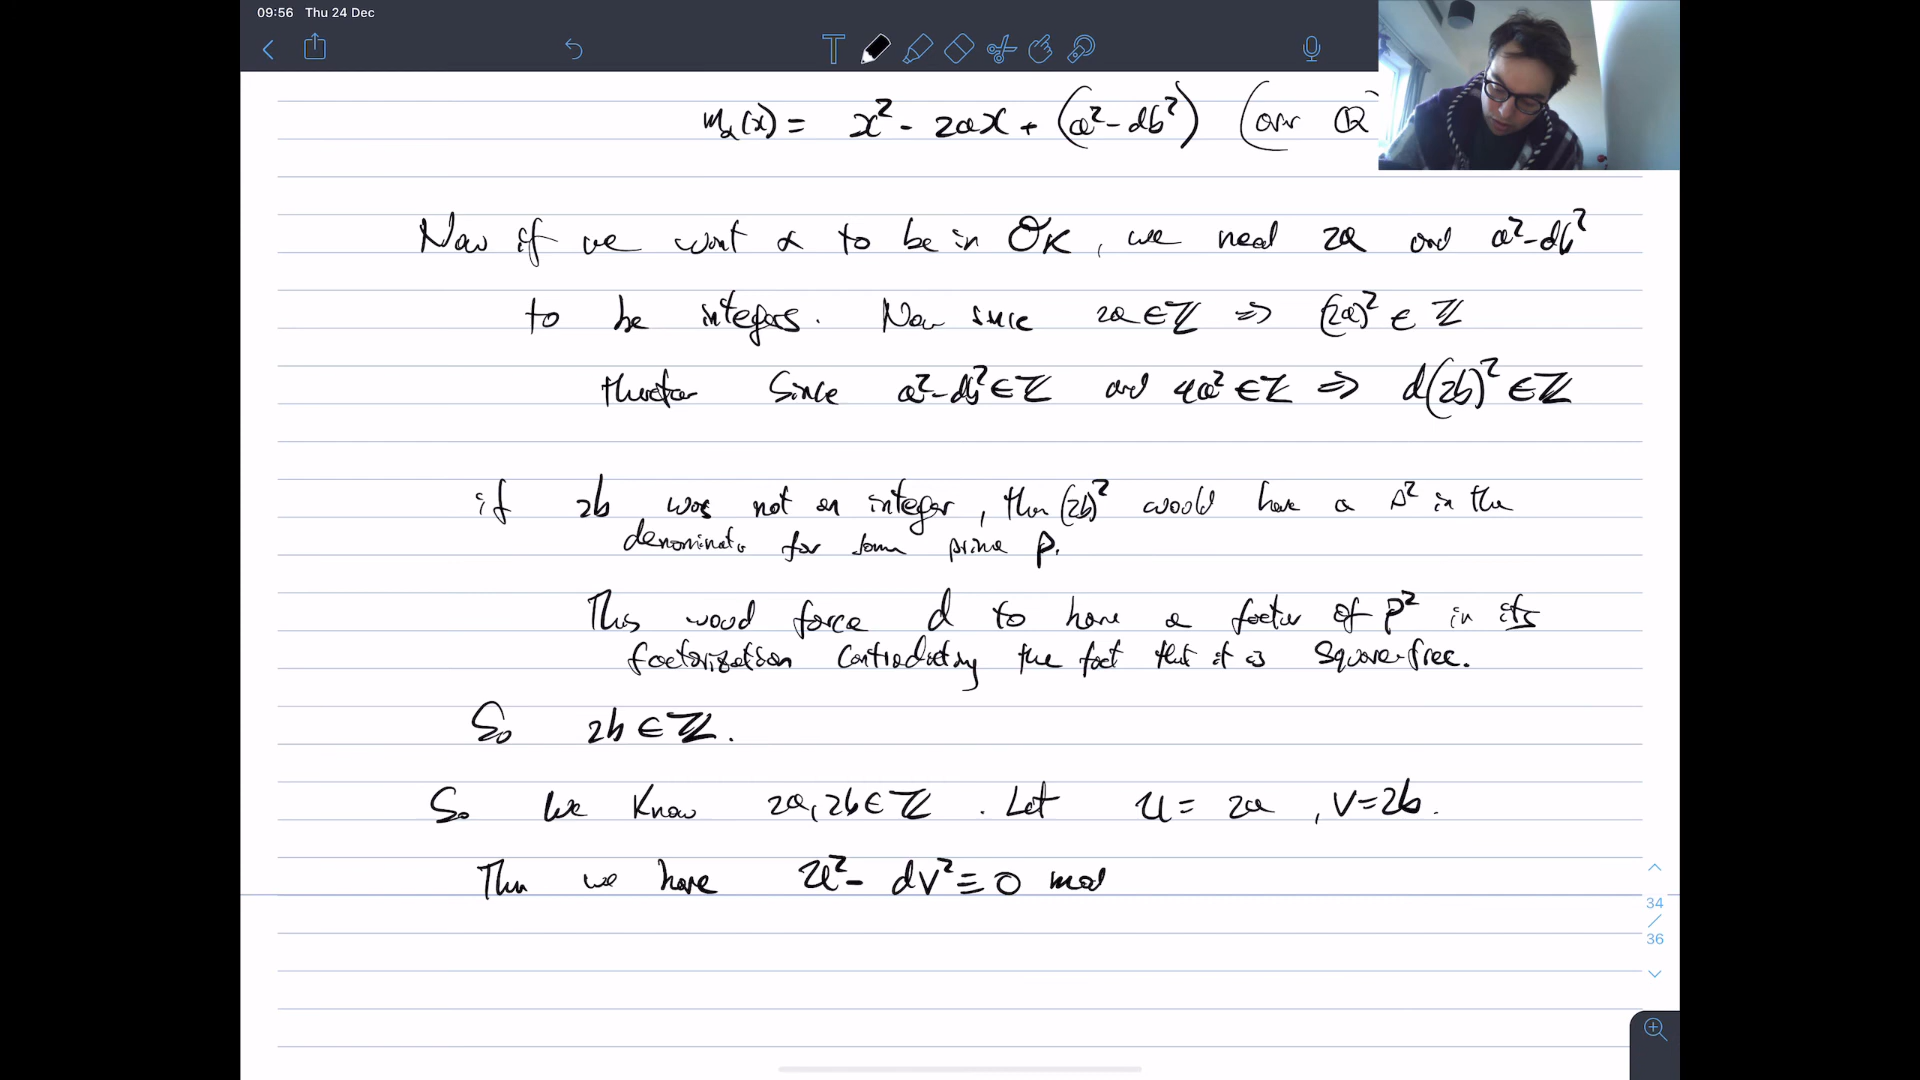 09:56 Thu 24 Dec
m_α(x) = x² - 2ax + (a² - db²) (over Q
Now if we want α to be in O_K, we need 2a and a² - db²
to be integers. Now since 2a ∈ ℤ ⇒ (2a)² ∈ ℤ
therefor since a² - db² ∈ ℤ and 4a² ∈ ℤ ⇒ d(2b)² ∈ ℤ
if 2b was not an integer, then (2b)² would have a p² in the
denominator for some prime p.
This would force d to have a factor of p² in its
factorization contradicting the fact that it is square-free.
So 2b ∈ ℤ.
So we know 2a, 2b ∈ ℤ. Let u = 2a, v = 2b.
Then we have u² - dv² ≡ 0 mod
34
/
36